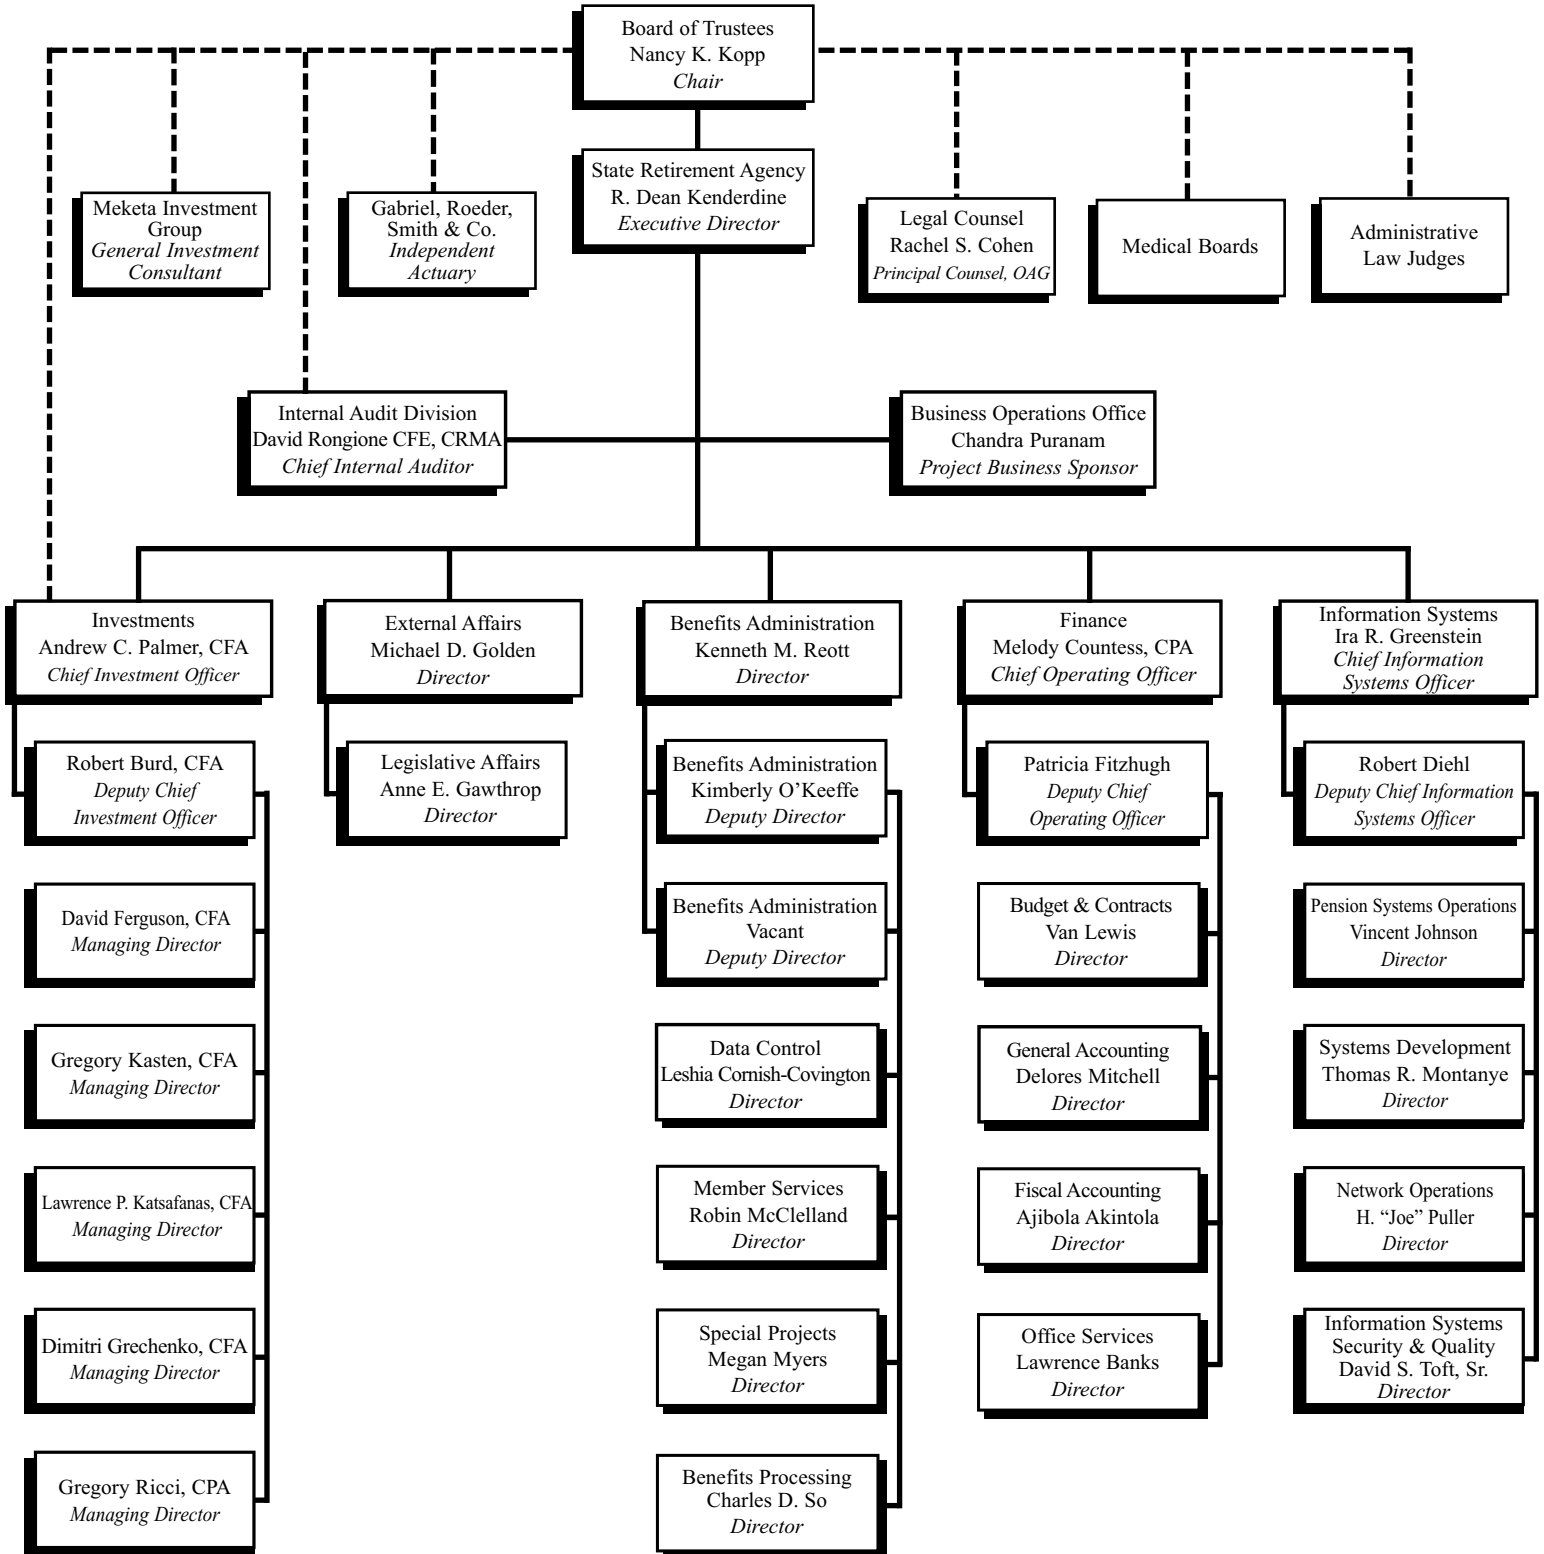 Board of Trustees
Nancy K. Kopp
Chair
State Retirement Agency
R. Dean Kenderdine
Executive Director
Meketa Investment
Group
General Investment
Consultant
Gabriel, Roeder,
Smith & Co.
Independent
Actuary
Legal Counsel
Rachel S. Cohen
Principal Counsel, OAG
Medical Boards
Administrative
Law Judges
Internal Audit Division
David Rongione CFE, CRMA
Chief Internal Auditor
Business Operations Office
Chandra Puranam
Project Business Sponsor
Investments
Andrew C. Palmer, CFA
Chief Investment Officer
External Affairs
Michael D. Golden
Director
Benefits Administration
Kenneth M. Reott
Director
Finance
Melody Countess, CPA
Chief Operating Officer
Information Systems
Ira R. Greenstein
Chief Information
Systems Officer
Robert Burd, CFA
Deputy Chief
Investment Officer
David Ferguson, CFA
Managing Director
Gregory Kasten, CFA
Managing Director
Lawrence P. Katsafanas, CFA
Managing Director
Dimitri Grechenko, CFA
Managing Director
Gregory Ricci, CPA
Managing Director
Legislative Affairs
Anne E. Gawthrop
Director
Benefits Administration
Kimberly O’Keeffe
Deputy Director
Benefits Administration
Vacant
Deputy Director
Data Control
Leshia Cornish-Covington
Director
Member Services
Robin McClelland
Director
Special Projects
Megan Myers
Director
Benefits Processing
Charles D. So
Director
Patricia Fitzhugh
Deputy Chief
Operating Officer
Budget & Contracts
Van Lewis
Director
General Accounting
Delores Mitchell
Director
Fiscal Accounting
Ajibola Akintola
Director
Office Services
Lawrence Banks
Director
Robert Diehl
Deputy Chief Information
Systems Officer
Pension Systems Operations
Vincent Johnson
Director
Systems Development
Thomas R. Montanye
Director
Network Operations
H. “Joe” Puller
Director
Information Systems
Security & Quality
David S. Toft, Sr.
Director